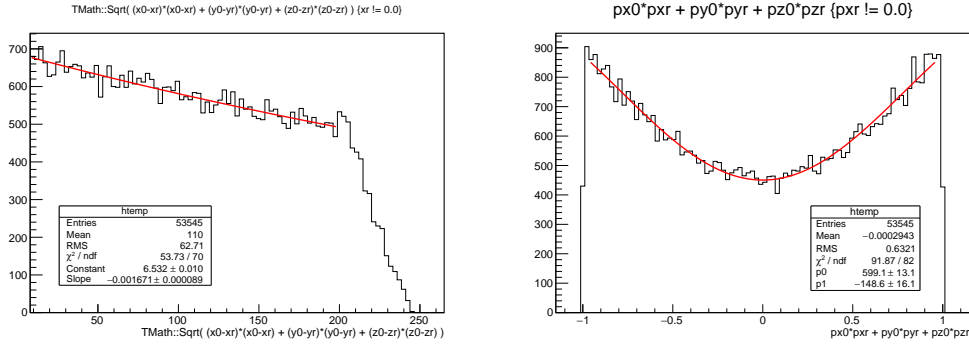 TMath::Sqrt( (x0-xr)*(x0-xr) + (y0-yr)*(y0-yr) + (z0-zr)*(z0-zr) ) {xr != 0.0}
700
600
500
400
300
200
100
0
htemp
Entries 53545
Mean 110
RMS 62.71
χ² / ndf 53.73 / 70
Constant 6.532 ± 0.010
Slope −0.001671 ± 0.000089
50 100 150 200 250
TMath::Sqrt( (x0-xr)*(x0-xr) + (y0-yr)*(y0-yr) + (z0-zr)*(z0-zr) )
px0*pxr + py0*pyr + pz0*pzr {pxr != 0.0}
900
800
700
600
500
400
300
200
100
0
htemp
Entries 53545
Mean −0.0002943
RMS 0.6321
χ² / ndf 91.87 / 82
p0 599.1 ± 13.1
p1 −148.6 ± 16.1
−1 −0.5 0 0.5 1
px0*pxr + py0*pyr + pz0*pzr